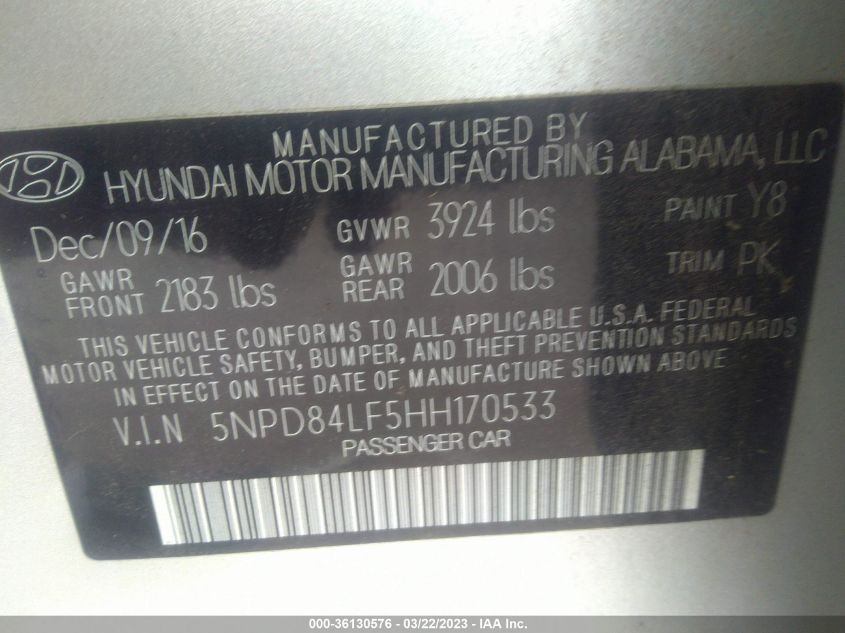 MANUFACTURED BY
HYUNDAI MOTOR MANUFACTURING ALABAMA, LLC
Dec/09/16 GVWR 3924 lbs PAINT Y8
GAWR FRONT 2183 lbs GAWR REAR 2006 lbs TRIM PK
THIS VEHICLE CONFORMS TO ALL APPLICABLE U.S.A. FEDERAL
MOTOR VEHICLE SAFETY, BUMPER, AND THEFT PREVENTION STANDARDS
IN EFFECT ON THE DATE OF MANUFACTURE SHOWN ABOVE
V.I.N 5NPD84LF5HH170533
PASSENGER CAR
000-36130576 - 03/22/2023 - IAA Inc.